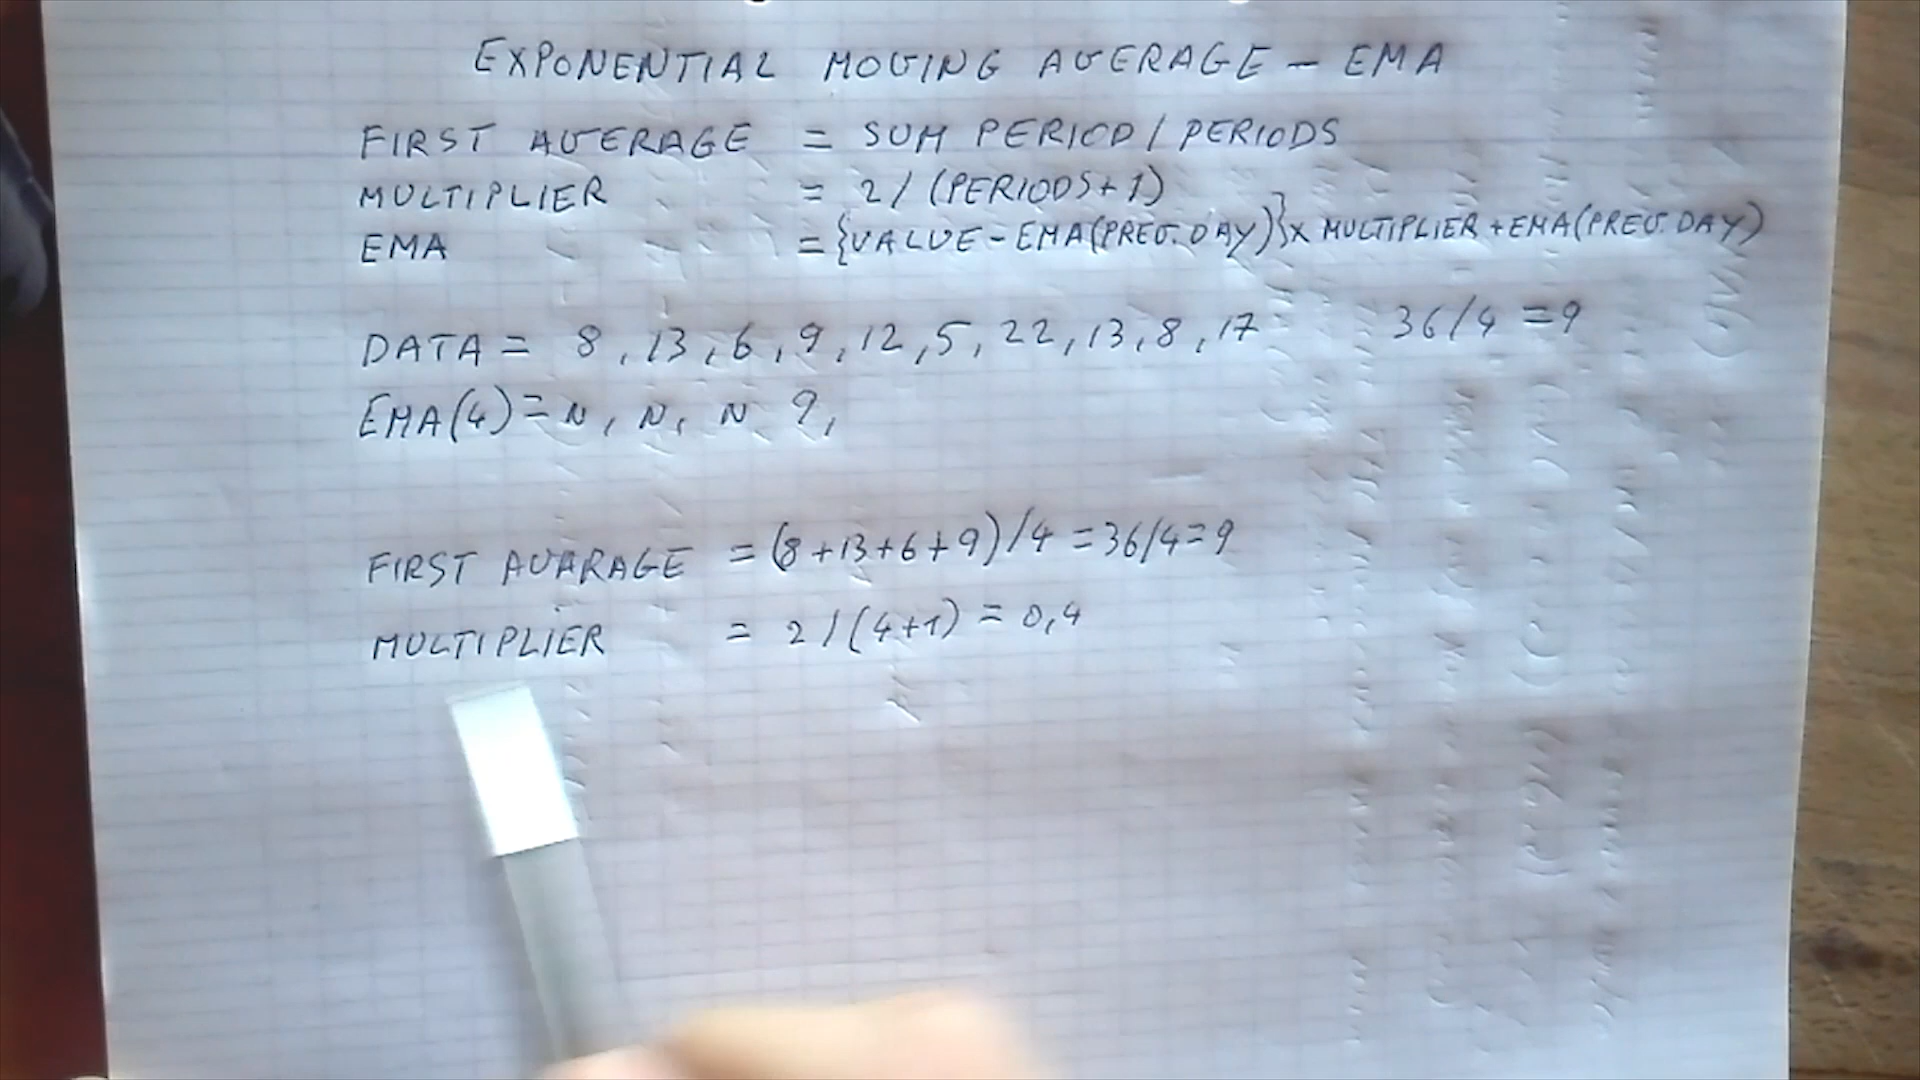 EXPONENTIAL MOVING AVERAGE - EMA
FIRST AVERAGE = SUM PERIOD / PERIODS
MULTIPLIER = 2 / (PERIODS + 1)
EMA = {VALUE - EMA(PREV. DAY)} X MULTIPLIER + EMA(PREV. DAY)
DATA = 8, 13, 6, 9, 12, 5, 22, 13, 8, 17 36/4 = 9
EMA(4) = N, N, N 9,
FIRST AVARAGE = (8+13+6+9)/4 = 36/4 = 9
MULTIPLIER = 2 / (4+1) = 0,4